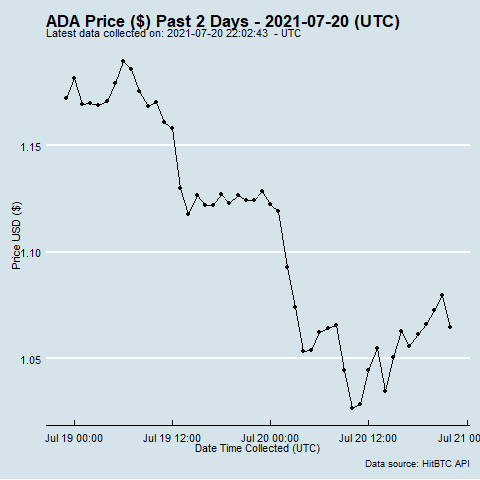 ADA Price ($) Past 2 Days - 2021-07-20 (UTC)
Latest data collected on: 2021-07-20 22:02:43 - UTC
Price USD ($)
1.15
1.10
1.05
Jul 19 00:00 Jul 19 12:00 Jul 20 00:00 Jul 20 12:00 Jul 21 00
Date Time Collected (UTC)
Data source: HitBTC API